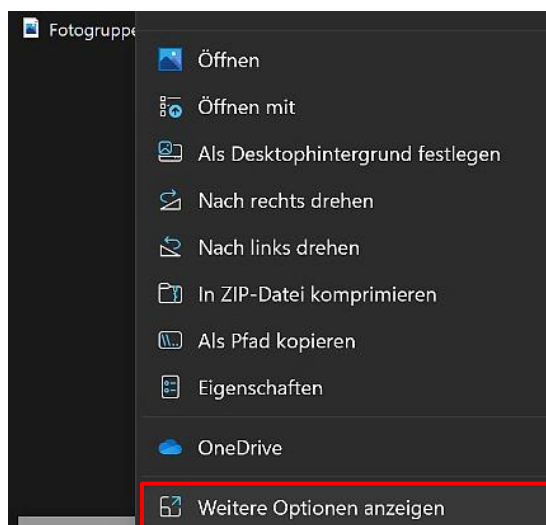 Fotogruppe
Öffnen
Öffnen mit
Als Desktophintergrund festlegen
Nach rechts drehen
Nach links drehen
In ZIP-Datei komprimieren
Als Pfad kopieren
Eigenschaften
OneDrive
Weitere Optionen anzeigen